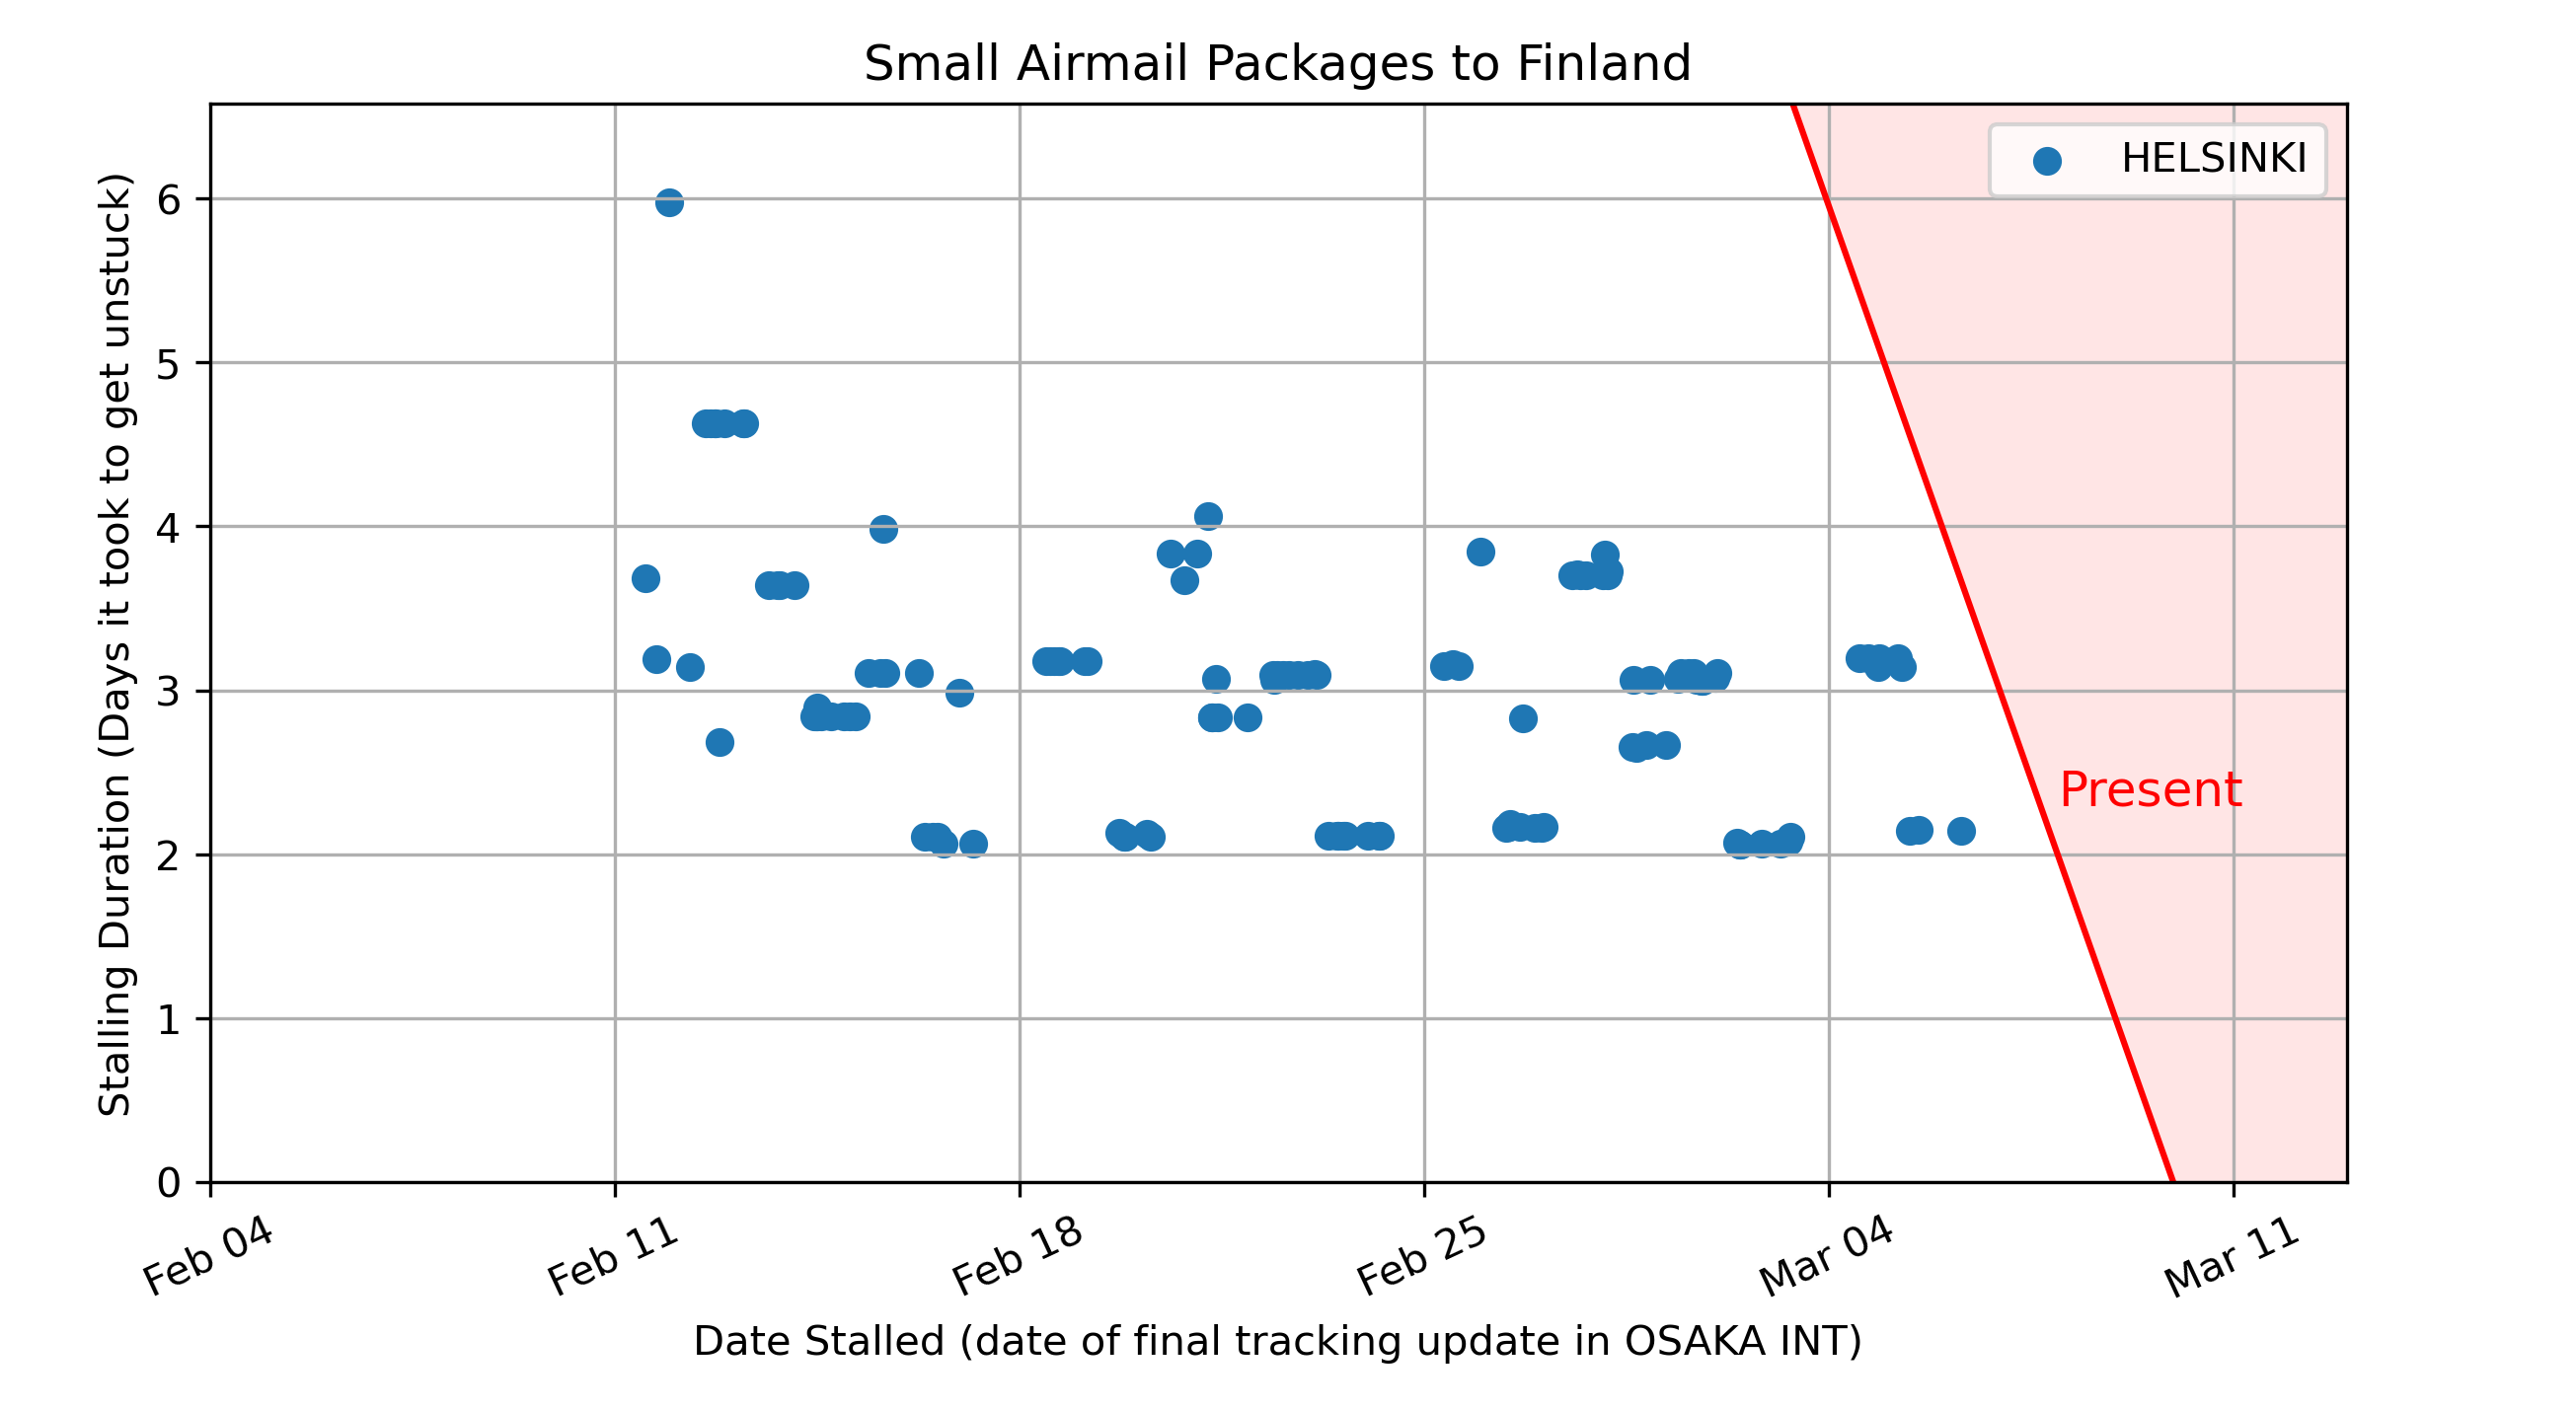 Small Airmail Packages to Finland
HELSINKI
Stalling Duration (Days it took to get unstuck)
6
5
4
3
2
1
0
Present
Feb 04
Feb 11
Feb 18
Feb 25
Mar 04
Mar 11
Date Stalled (date of final tracking update in OSAKA INT)